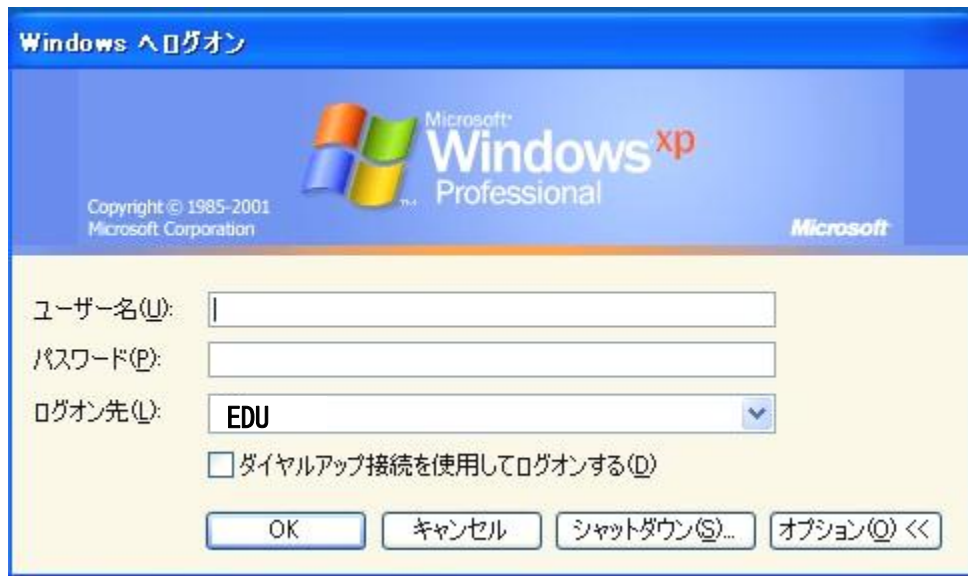 Windows へログオン
Microsoft®
Windows xp
Professional
Copyright © 1985-2001
Microsoft Corporation
Microsoft
ユーザー名(U):
パスワード(P):
ログオン先(L):
EDU
ダイヤルアップ接続を使用してログオンする(D)
OK キャンセル シャットダウン(S)... オプション(O) <<